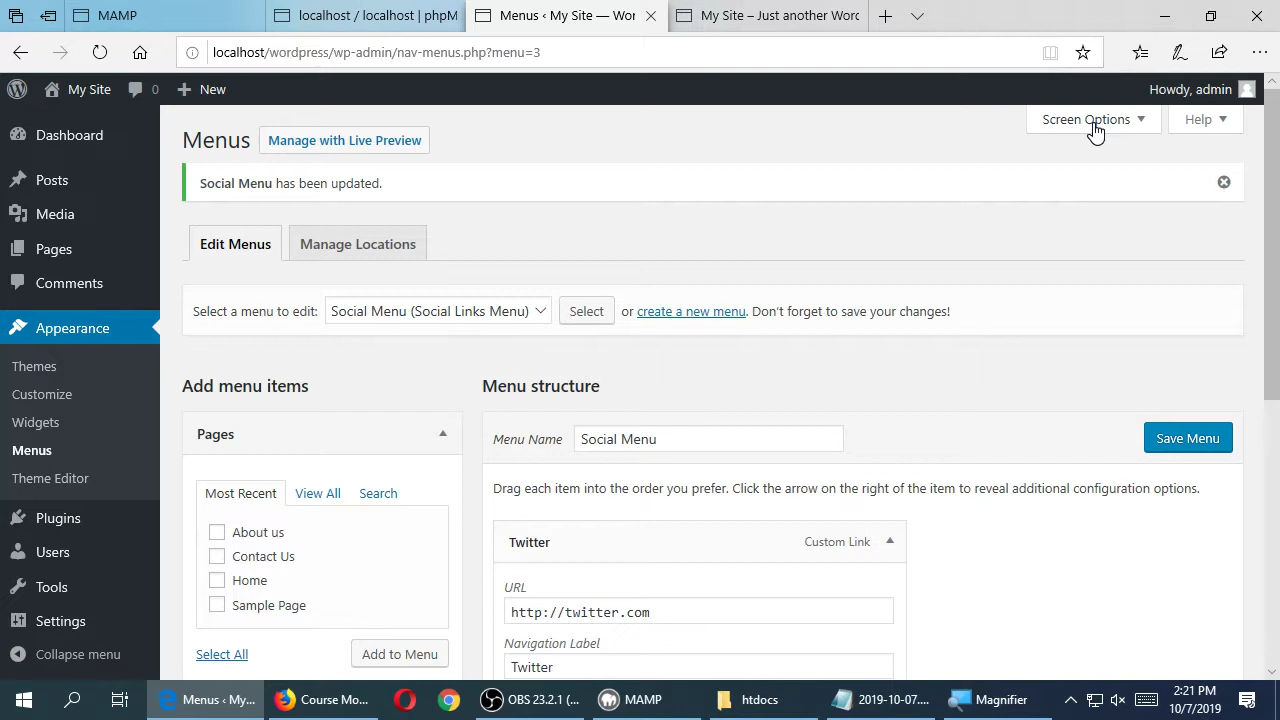 MAMP
localhost / localhost | phpM
Menus ‹ My Site — Wor
My Site – Just another Word
localhost/wordpress/wp-admin/nav-menus.php?menu=3
My Site
0
New
Howdy, admin
Dashboard
Posts
Media
Pages
Comments
Appearance
Themes
Customize
Widgets
Menus
Theme Editor
Plugins
Users
Tools
Settings
Collapse menu
Screen Options
Help
Menus
Manage with Live Preview
Social Menu has been updated.
Edit Menus
Manage Locations
Select a menu to edit: Social Menu (Social Links Menu) Select or create a new menu. Don’t forget to save your changes!
Add menu items
Pages
Most Recent
View All
Search
About us
Contact Us
Home
Sample Page
Select All
Add to Menu
Menu structure
Menu Name Social Menu
Save Menu
Drag each item into the order you prefer. Click the arrow on the right of the item to reveal additional configuration options.
Twitter
Custom Link
URL
http://twitter.com
Navigation Label
Twitter
Menus ‹ My...
Course Mo...
OBS 23.2.1 (...
MAMP
htdocs
2019-10-07....
Magnifier
2:21 PM
10/7/2019